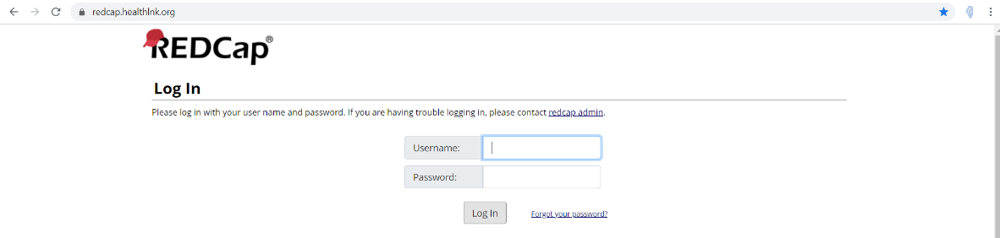 redcap.healthlnk.org
REDCap®
Log In
Please log in with your user name and password. If you are having trouble logging in, please contact redcap admin.
Username:
Password:
Log In Forgot your password?